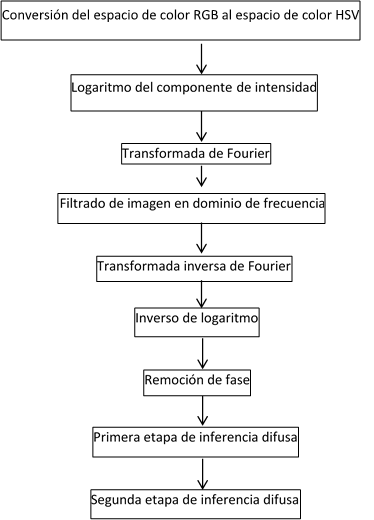 Conversión del espacio de color RGB al espacio de color HSV
Logaritmo del componente de intensidad
Transformada de Fourier
Filtrado de imagen en dominio de frecuencia
Transformada inversa de Fourier
Inverso de logaritmo
Remoción de fase
Primera etapa de inferencia difusa
Segunda etapa de inferencia difusa